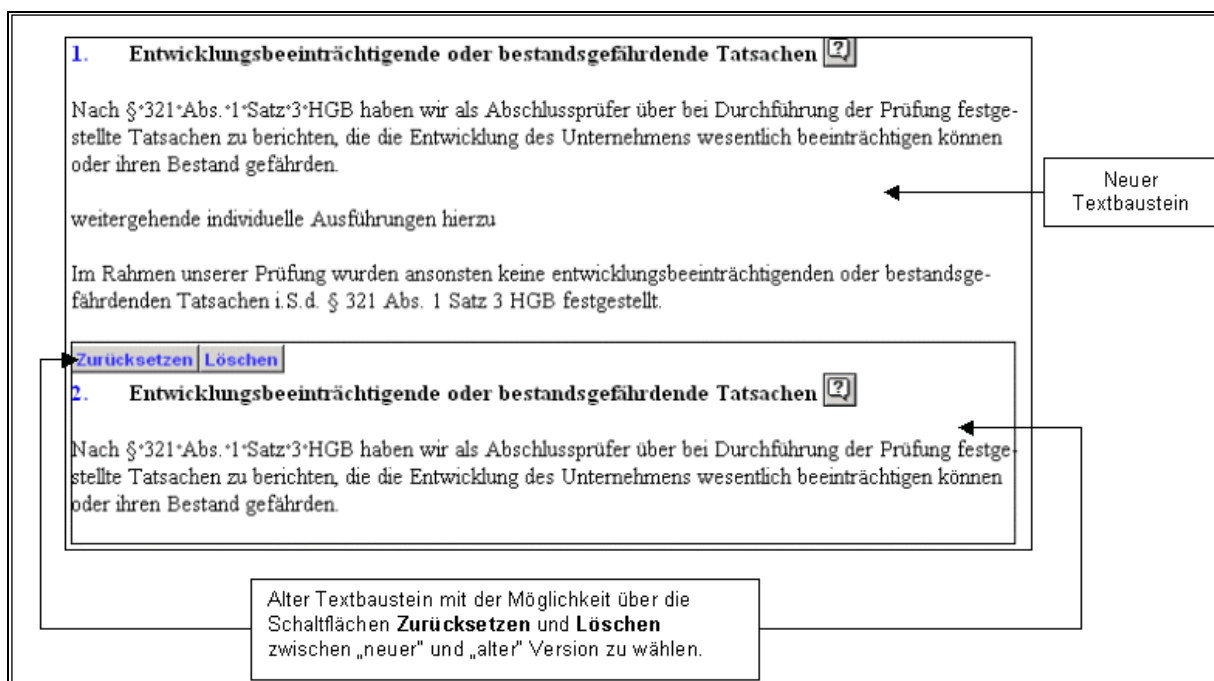 1. Entwicklungsbeeinträchtigende oder bestandsgefährdende Tatsachen
Nach §°321°Abs.°1°Satz°3°HGB haben wir als Abschlussprüfer über bei Durchführung der Prüfung festge-
stellte Tatsachen zu berichten, die die Entwicklung des Unternehmens wesentlich beeinträchtigen können
oder ihren Bestand gefährden.
Neuer
Textbaustein
weitergehende individuelle Ausführungen hierzu
Im Rahmen unserer Prüfung wurden ansonsten keine entwicklungsbeeinträchtigenden oder bestandsge-
fährdenden Tatsachen i.S.d. § 321 Abs. 1 Satz 3 HGB festgestellt.
Zurücksetzen Löschen
2. Entwicklungsbeeinträchtigende oder bestandsgefährdende Tatsachen
Nach §°321°Abs.°1°Satz°3°HGB haben wir als Abschlussprüfer über bei Durchführung der Prüfung festge-
stellte Tatsachen zu berichten, die die Entwicklung des Unternehmens wesentlich beeinträchtigen können
oder ihren Bestand gefährden.
Alter Textbaustein mit der Möglichkeit über die
Schaltflächen Zurücksetzen und Löschen
zwischen „neuer" und „alter" Version zu wählen.